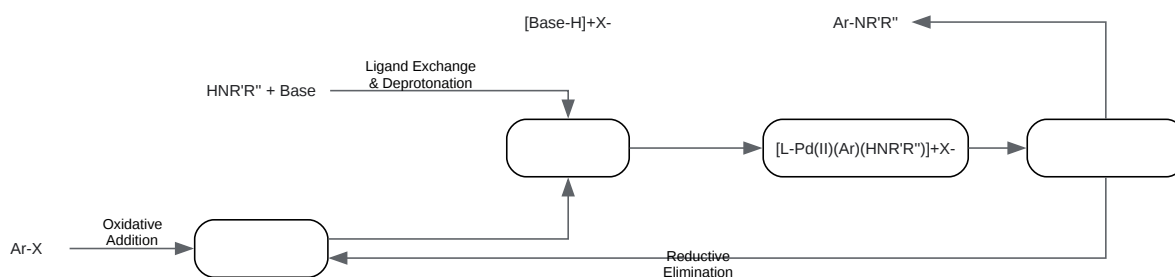 [Base-H]+X-
Ar-NR'R"
Ligand Exchange
& Deprotonation
HNR'R" + Base
[L-Pd(II)(Ar)(HNR'R")]+X-
Oxidative
Addition
Ar-X
Reductive
Elimination